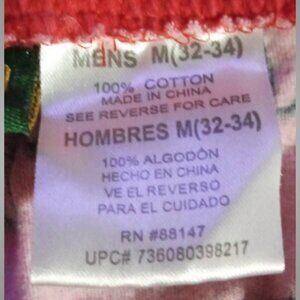 MENS M(32-34)
100% COTTON
MADE IN CHINA
SEE REVERSE FOR CARE
HOMBRES M(32-34)
100% ALGODÓN
HECHO EN CHINA
VE EL REVERSO
PARA EL CUIDADO
RN #88147
UPC# 736080398217